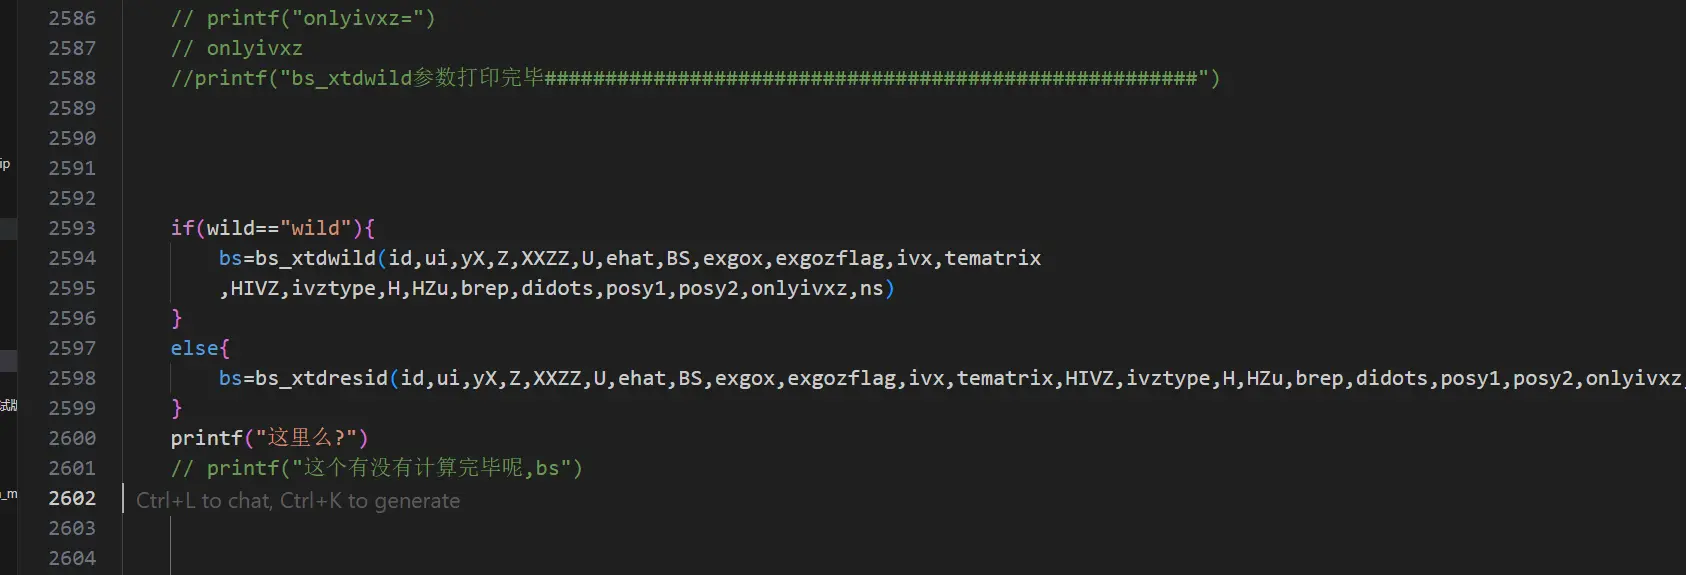 2586 // printf("onlyivxz=")
2587 // onlyivxz
2588 //printf("bs_xtdwild参数打印完毕######################################################")
2589
2590
2591
ip
2592
2593 if(wild=="wild"){
2594 bs=bs_xtdwild(id,ui,yX,Z,XXZZ,U,ehat,BS,exgox,exgozflag,ivx,tematrix
2595 ,HIVZ,ivztype,H,HZu,brep,didots,posy1,posy2,onlyivxz,ns)
2596 }
2597 else{
2598 bs=bs_xtdresid(id,ui,yX,Z,XXZZ,U,ehat,BS,exgox,exgozflag,ivx,tematrix,HIVZ,ivztype,H,HZu,brep,didots,posy1,posy2,onlyivxz,
试版
2599 }
2600 printf("这里么?")
2601 // printf("这个有没有计算完毕呢,bs")
_m
2602 Ctrl+L to chat, Ctrl+K to generate
2603
2604